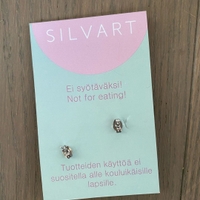 SILVART
Ei syötäväksi!
Not for eating!
Tuotteiden käyttöä ei
suositella alle kouluikäisille
lapsille.